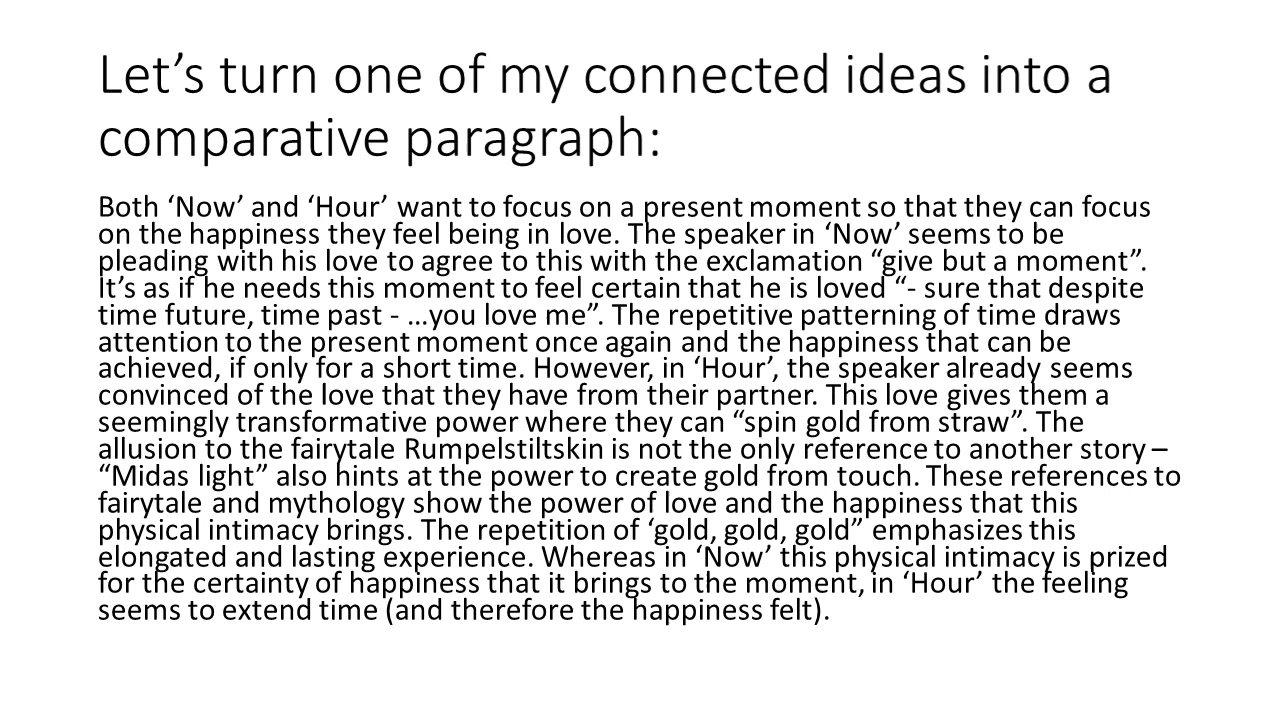 Let’s turn one of my connected ideas into a
comparative paragraph:
Both ‘Now’ and ‘Hour’ want to focus on a present moment so that they can focus
on the happiness they feel being in love. The speaker in ‘Now’ seems to be
pleading with his love to agree to this with the exclamation “give but a moment”.
It’s as if he needs this moment to feel certain that he is loved “- sure that despite
time future, time past - …you love me”. The repetitive patterning of time draws
attention to the present moment once again and the happiness that can be
achieved, if only for a short time. However, in ‘Hour’, the speaker already seems
convinced of the love that they have from their partner. This love gives them a
seemingly transformative power where they can “spin gold from straw”. The
allusion to the fairytale Rumpelstiltskin is not the only reference to another story –
“Midas light” also hints at the power to create gold from touch. These references to
fairytale and mythology show the power of love and the happiness that this
physical intimacy brings. The repetition of ‘gold, gold, gold” emphasizes this
elongated and lasting experience. Whereas in ‘Now’ this physical intimacy is prized
for the certainty of happiness that it brings to the moment, in ‘Hour’ the feeling
seems to extend time (and therefore the happiness felt).